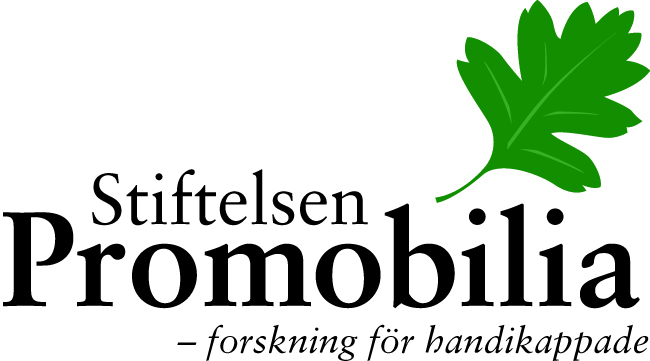 Stiftelsen
Promobilia
– forskning för handikappade